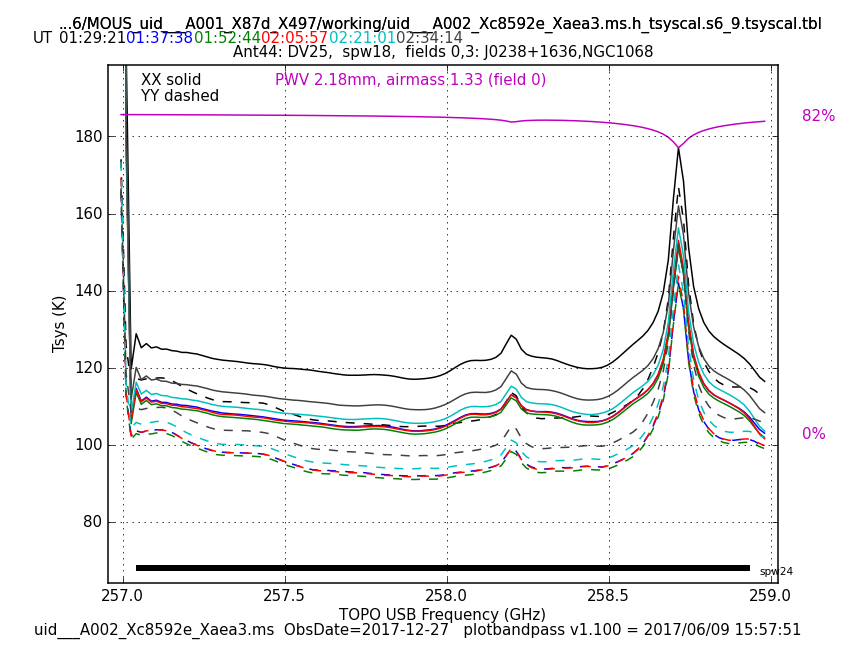 ...6/MOUS_uid___A001_X87d_X497/working/uid___A002_Xc8592e_Xaea3.ms.h_tsyscal.s6_9.tsyscal.tbl
UT 01:29:21 01:37:38 01:52:44 02:05:57 02:21:01 02:34:14
Ant44: DV25, spw18, fields 0,3: J0238+1636,NGC1068
XX solid
YY dashed
PWV 2.18mm, airmass 1.33 (field 0)
82%
0%
Tsys (K)
180
160
140
120
100
80
spw24
257.0 257.5 258.0 258.5 259.0
TOPO USB Frequency (GHz)
uid___A002_Xc8592e_Xaea3.ms ObsDate=2017-12-27 plotbandpass v1.100 = 2017/06/09 15:57:51